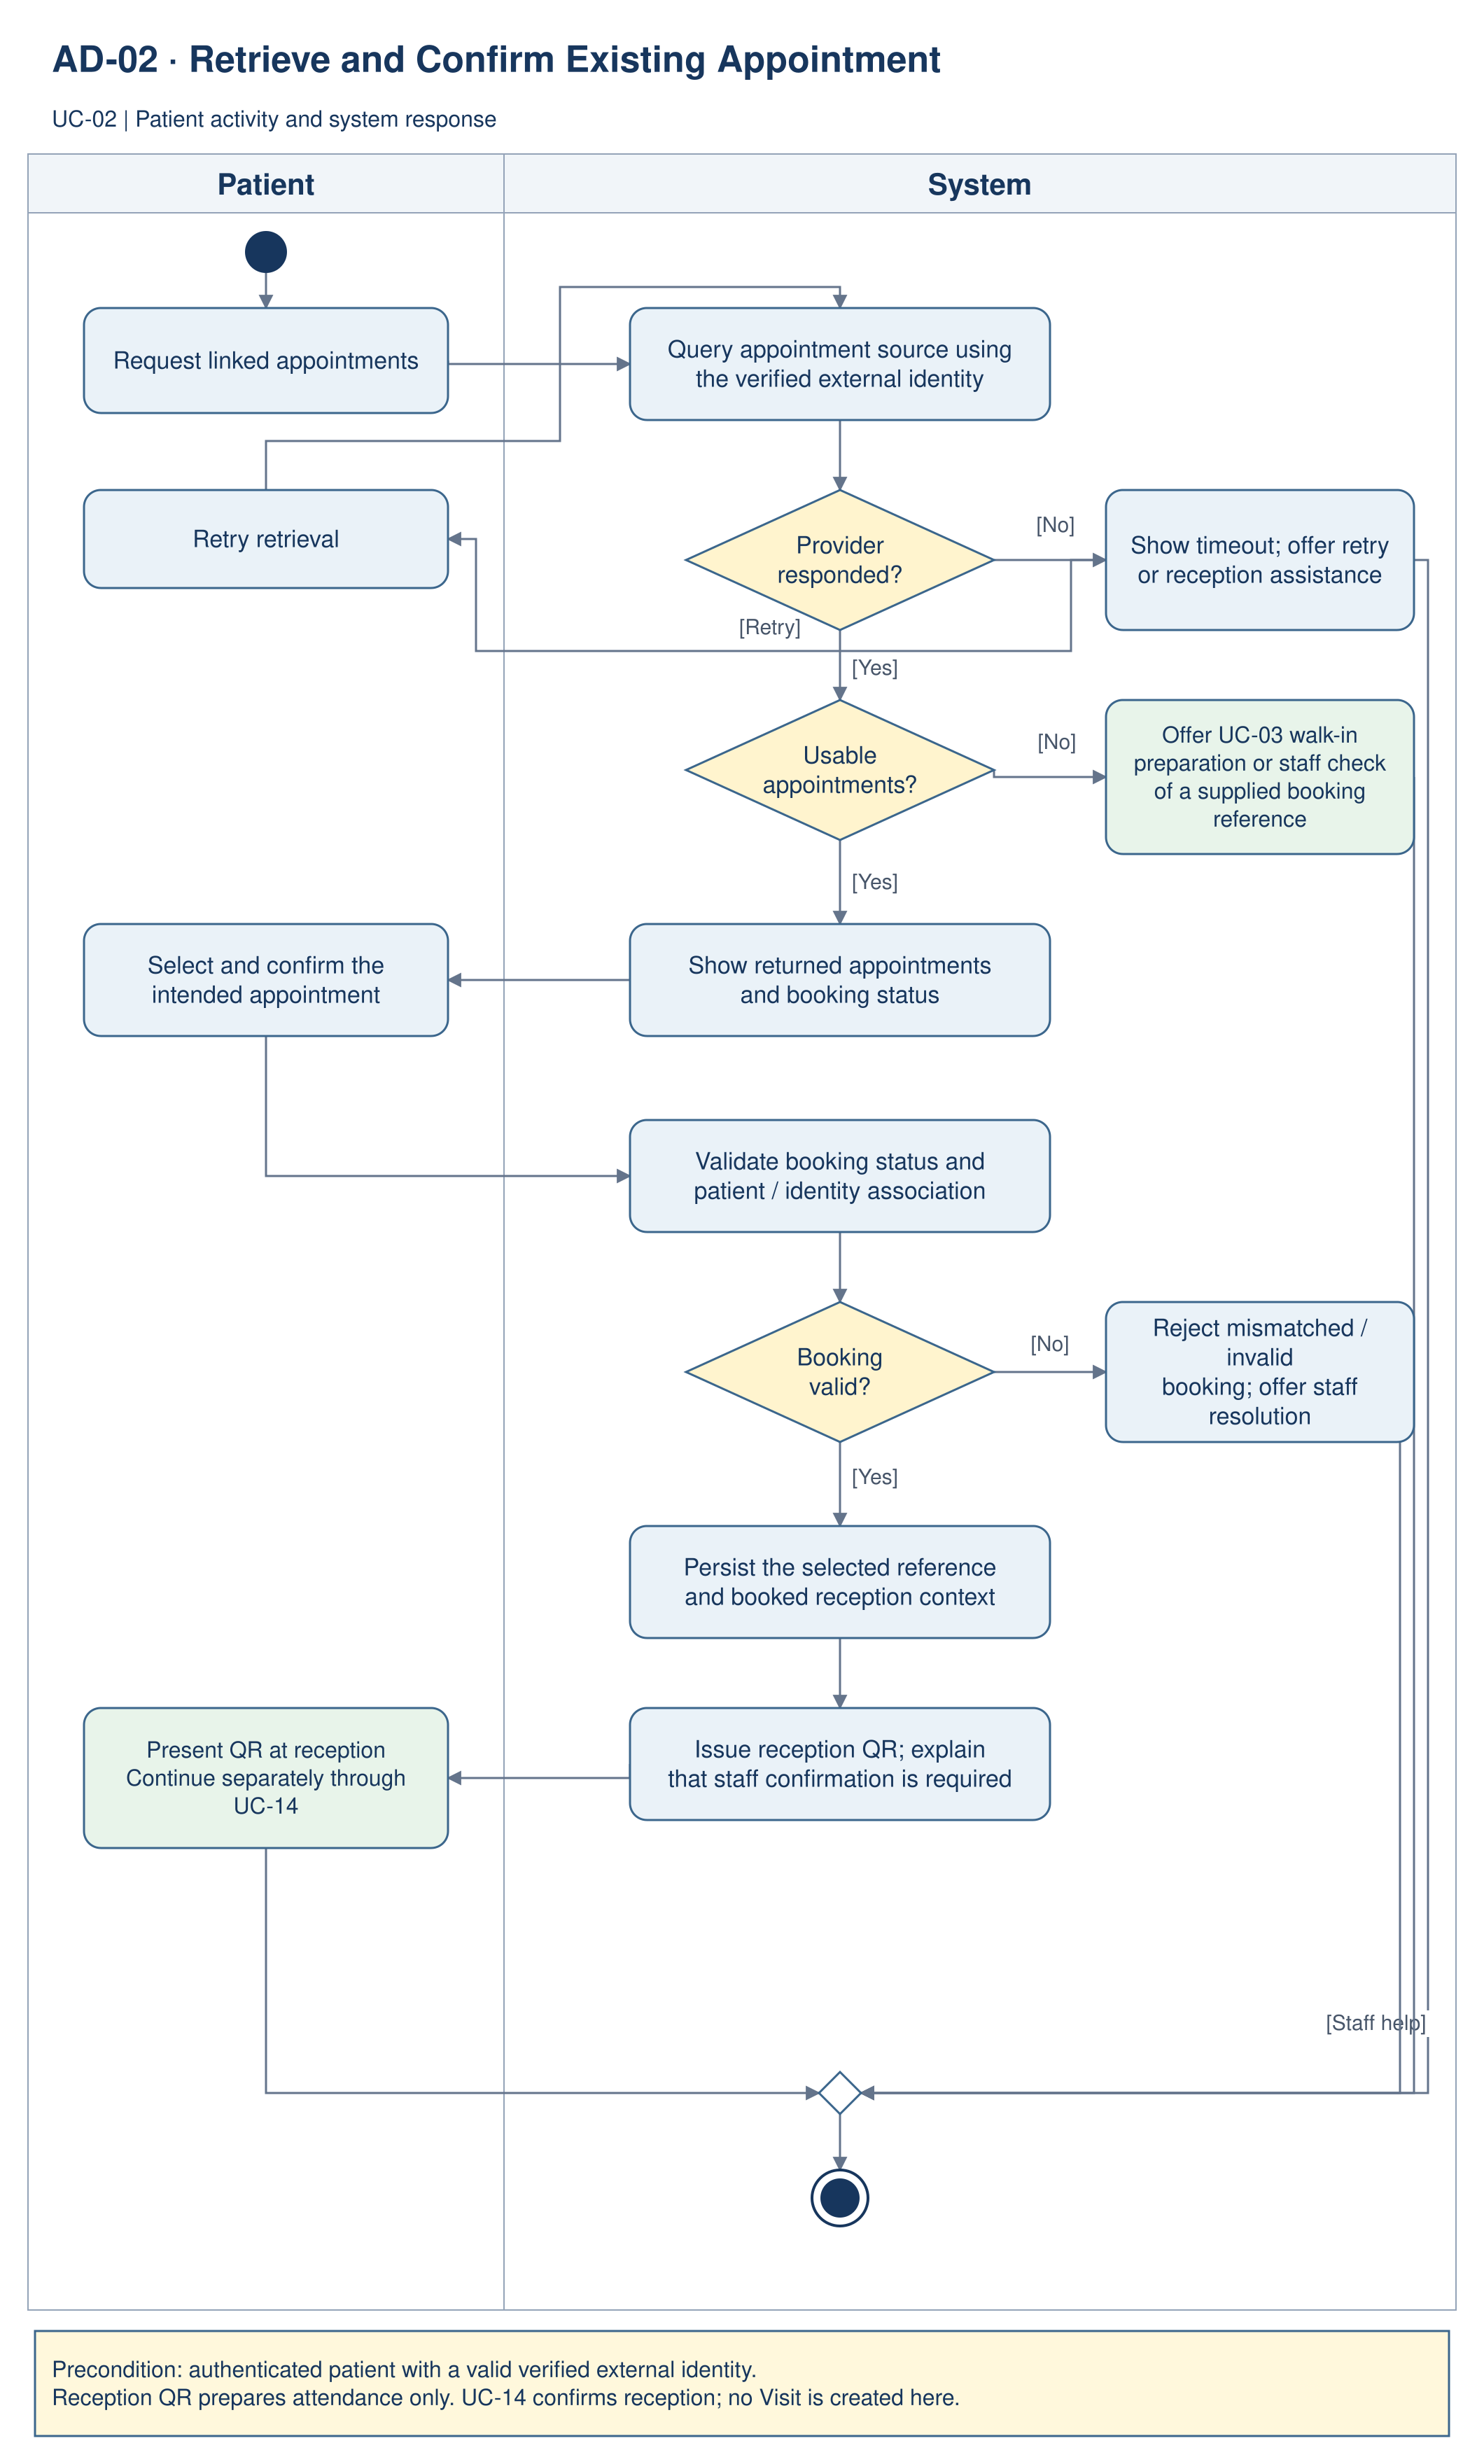 AD-02 · Retrieve and Confirm Existing Appointment
UC-02 | Patient activity and system response
Patient
System
Request linked appointments
Query appointment source using
the verified external identity
Retry retrieval
Provider
responded?
[No]
Show timeout; offer retry
or reception assistance
[Retry]
[Yes]
Usable
appointments?
[No]
Offer UC-03 walk-in
preparation or staff check
of a supplied booking
reference
[Yes]
Select and confirm the
intended appointment
Show returned appointments
and booking status
Validate booking status and
patient / identity association
Booking
valid?
[No]
Reject mismatched /
invalid
booking; offer staff
resolution
[Yes]
Persist the selected reference
and booked reception context
Present QR at reception
Continue separately through
UC-14
Issue reception QR; explain
that staff confirmation is required
[Staff help]
Precondition: authenticated patient with a valid verified external identity.
Reception QR prepares attendance only. UC-14 confirms reception; no Visit is created here.